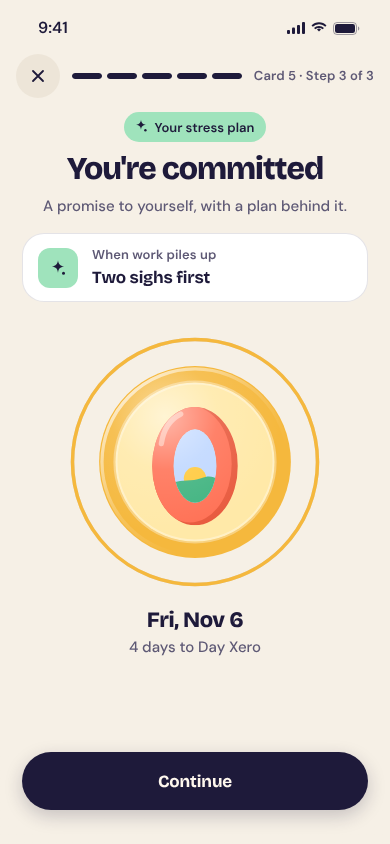 9:41
Card 5 · Step 3 of 3
Your stress plan
You're committed
A promise to yourself, with a plan behind it.
When work piles up
Two sighs first
Fri, Nov 6
4 days to Day Xero
Continue